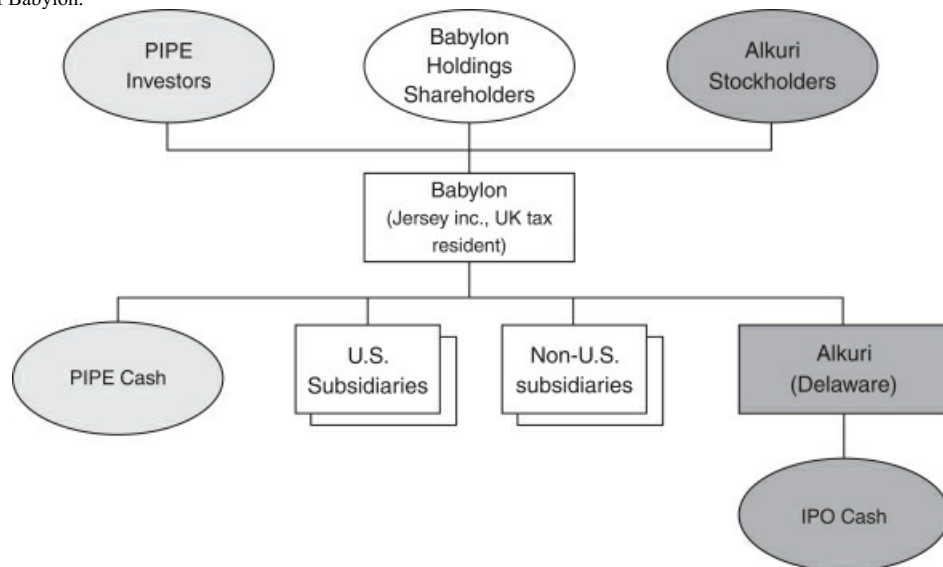 Babylon.
PIPE
Investors
Babylon
Holdings
Shareholders
Alkuri
Stockholders
Babylon
(Jersey inc., UK tax
resident)
PIPE Cash
U.S.
Subsidiaries
Non-U.S.
subsidiaries
Alkuri
(Delaware)
IPO Cash